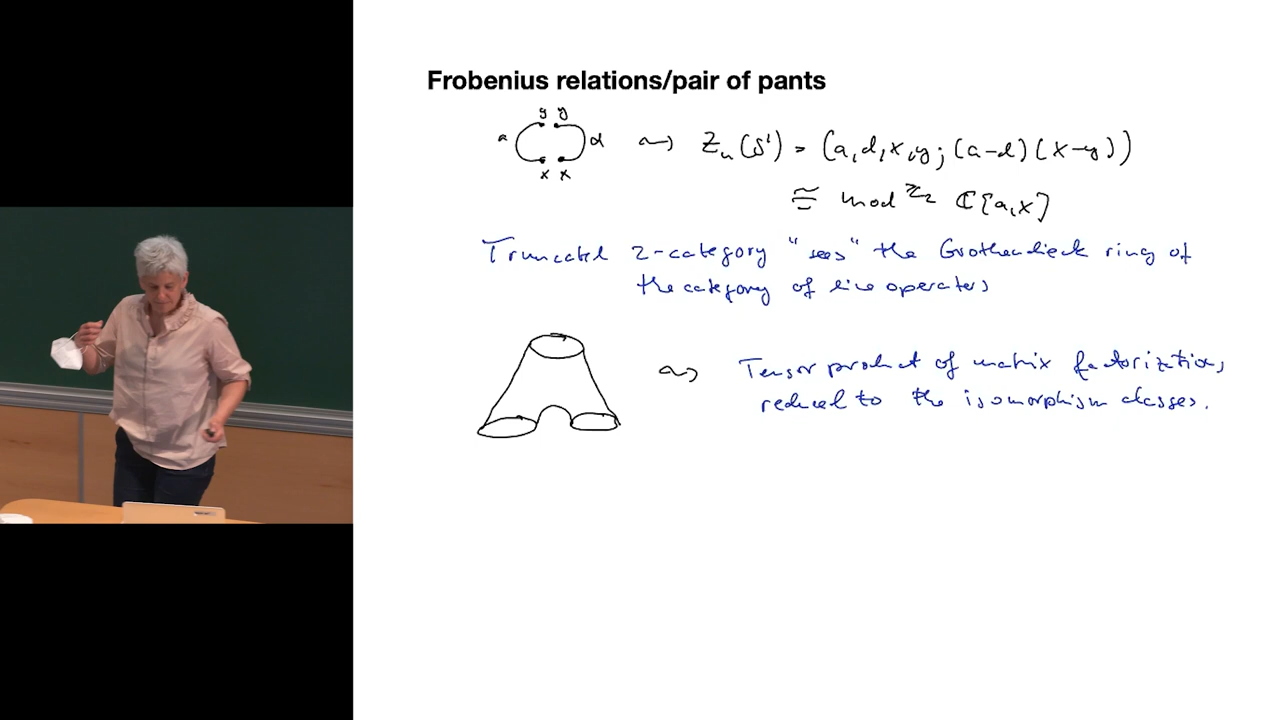 Frobenius relations/pair of pants
y y
a α ⇝ Zₙ(S¹) = (a, α, x, y; (a-α)(x-y))
x x
≅ mod^{ℤ₂} ℂ[a,x]
Truncated 2-category "sees" the Grothendieck ring of
the category of line operators
⇝ Tensor product of matrix factorizations,
reduced to the isomorphism classes.